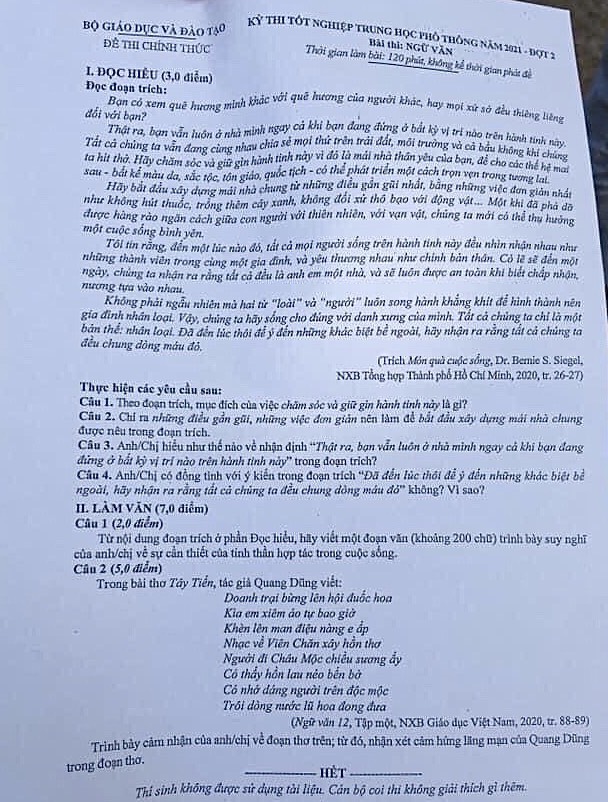 BỘ GIÁO DỤC VÀ ĐÀO TẠO
ĐỀ THI CHÍNH THỨC
KỲ THI TỐT NGHIỆP TRUNG HỌC PHỔ THÔNG NĂM 2021 - ĐỢT 2
Bài thi: NGỮ VĂN
Thời gian làm bài: 120 phút, không kể thời gian phát đề
I. ĐỌC HIỂU (3,0 điểm)
Đọc đoạn trích:
Bạn có xem quê hương mình khác với quê hương của người khác, hay mọi xứ sở đều thiêng liêng
đối với bạn?
Thật ra, bạn vẫn luôn ở nhà mình ngay cả khi bạn đang đứng ở bất kỳ vị trí nào trên hành tinh này.
Tất cả chúng ta vẫn đang cùng nhau chia sẻ mọi thứ trên trái đất, môi trường và cả bầu không khí chúng
ta hít thở. Hãy chăm sóc và giữ gìn hành tinh này vì đó là mái nhà thân yêu của bạn, để cho các thế hệ mai
sau - bất kể màu da, sắc tộc, tôn giáo, quốc tịch - có thể phát triển một cách trọn vẹn trong tương lai.
Hãy bắt đầu xây dựng mái nhà chung từ những điều gần gũi nhất, bằng những việc đơn giản nhất
như không hút thuốc, trồng thêm cây xanh, không đối xử thô bạo với động vật... Một khi đã phá dỡ
được hàng rào ngăn cách giữa con người với thiên nhiên, với vạn vật, chúng ta mới có thể thụ hưởng
một cuộc sống bình yên.
Tôi tin rằng, đến một lúc nào đó, tất cả mọi người sống trên hành tinh này đều nhìn nhận nhau như
những thành viên trong cùng một gia đình, và yêu thương nhau như chính bản thân. Có lẽ sẽ đến một
ngày, chúng ta nhận ra rằng tất cả đều là anh em một nhà, và sẽ luôn được an toàn khi biết chấp nhận,
nương tựa vào nhau.
Không phải ngẫu nhiên mà hai từ “loài” và “người” luôn song hành khăng khít để hình thành nên
gia đình nhân loại. Vậy, chúng ta hãy sống cho đúng với danh xưng của mình. Tất cả chúng ta chỉ là một
bản thể: nhân loại. Đã đến lúc thôi để ý đến những khác biệt bề ngoài, hãy nhận ra rằng tất cả chúng ta
đều chung dòng máu đỏ.
(Trích Món quà cuộc sống, Dr. Bernie S. Siegel,
NXB Tổng hợp Thành phố Hồ Chí Minh, 2020, tr. 26-27)
Thực hiện các yêu cầu sau:
Câu 1. Theo đoạn trích, mục đích của việc chăm sóc và giữ gìn hành tinh này là gì?
Câu 2. Chỉ ra những điều gần gũi, những việc đơn giản nên làm để bắt đầu xây dựng mái nhà chung
được nêu trong đoạn trích.
Câu 3. Anh/Chị hiểu như thế nào về nhận định “Thật ra, bạn vẫn luôn ở nhà mình ngay cả khi bạn đang
đứng ở bất kỳ vị trí nào trên hành tinh này” trong đoạn trích?
Câu 4. Anh/Chị có đồng tình với ý kiến trong đoạn trích “Đã đến lúc thôi để ý đến những khác biệt bề
ngoài, hãy nhận ra rằng tất cả chúng ta đều chung dòng máu đỏ” không? Vì sao?
II. LÀM VĂN (7,0 điểm)
Câu 1 (2,0 điểm)
Từ nội dung đoạn trích ở phần Đọc hiểu, hãy viết một đoạn văn (khoảng 200 chữ) trình bày suy nghĩ
của anh/chị về sự cần thiết của tinh thần hợp tác trong cuộc sống.
Câu 2 (5,0 điểm)
Trong bài thơ Tây Tiến, tác giả Quang Dũng viết:
Doanh trại bừng lên hội đuốc hoa
Kìa em xiêm áo tự bao giờ
Khèn lên man điệu nàng e ấp
Nhạc về Viên Chăn xây hồn thơ
Người đi Châu Mộc chiều sương ấy
Có thấy hồn lau nẻo bến bờ
Có nhớ dáng người trên độc mộc
Trôi dòng nước lũ hoa đong đưa
(Ngữ văn 12, Tập một, NXB Giáo dục Việt Nam, 2020, tr. 88-89)
Trình bày cảm nhận của anh/chị về đoạn thơ trên; từ đó, nhận xét cảm hứng lãng mạn của Quang Dũng
trong đoạn thơ.
HẾT
Thí sinh không được sử dụng tài liệu. Cán bộ coi thi không giải thích gì thêm.